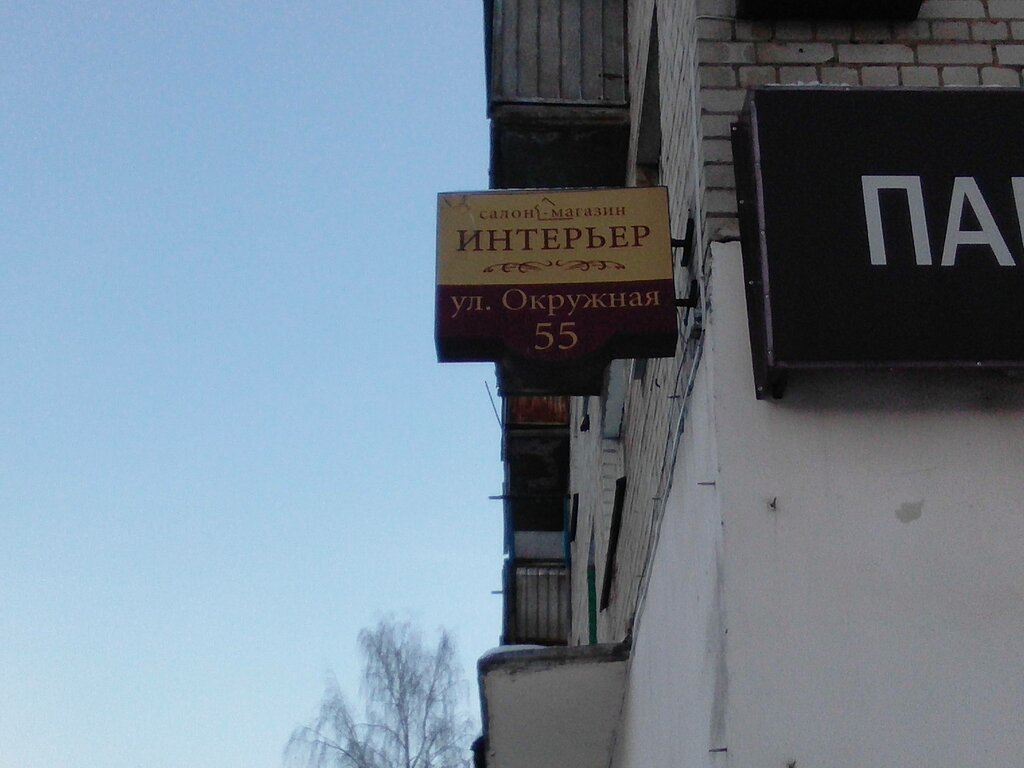 салон-магазин
ИНТЕРЬЕР
ул. Окружная
55
ПА